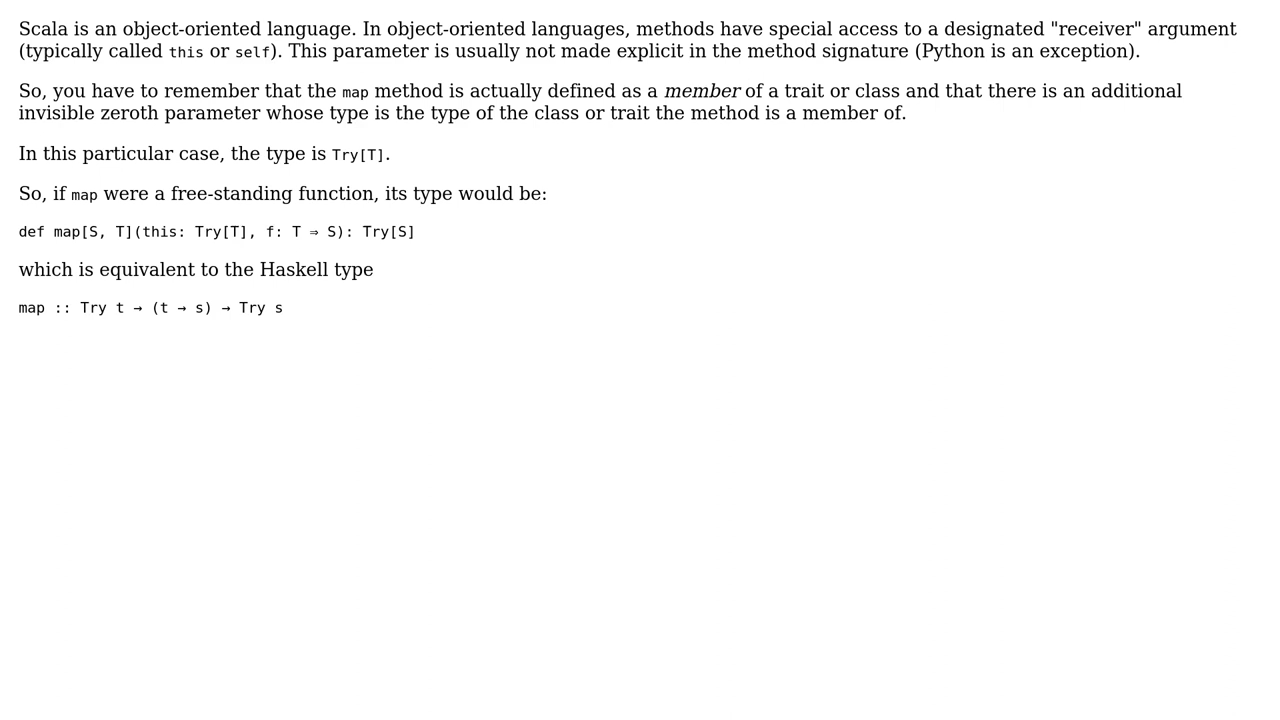 Scala is an object-oriented language. In object-oriented languages, methods have special access to a designated "receiver" argument
(typically called this or self). This parameter is usually not made explicit in the method signature (Python is an exception).
So, you have to remember that the map method is actually defined as a member of a trait or class and that there is an additional
invisible zeroth parameter whose type is the type of the class or trait the method is a member of.
In this particular case, the type is Try[T].
So, if map were a free-standing function, its type would be:
def map[S, T](this: Try[T], f: T ⇒ S): Try[S]
which is equivalent to the Haskell type
map :: Try t → (t → s) → Try s